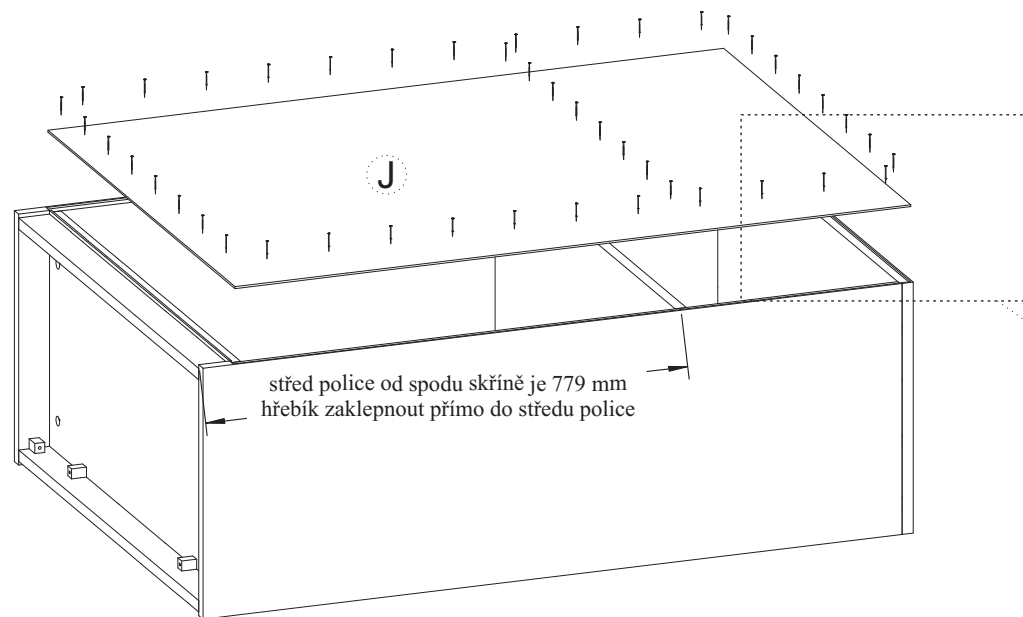 J
střed police od spodu skříně je 779 mm
hřebík zaklepnout přímo do středu police